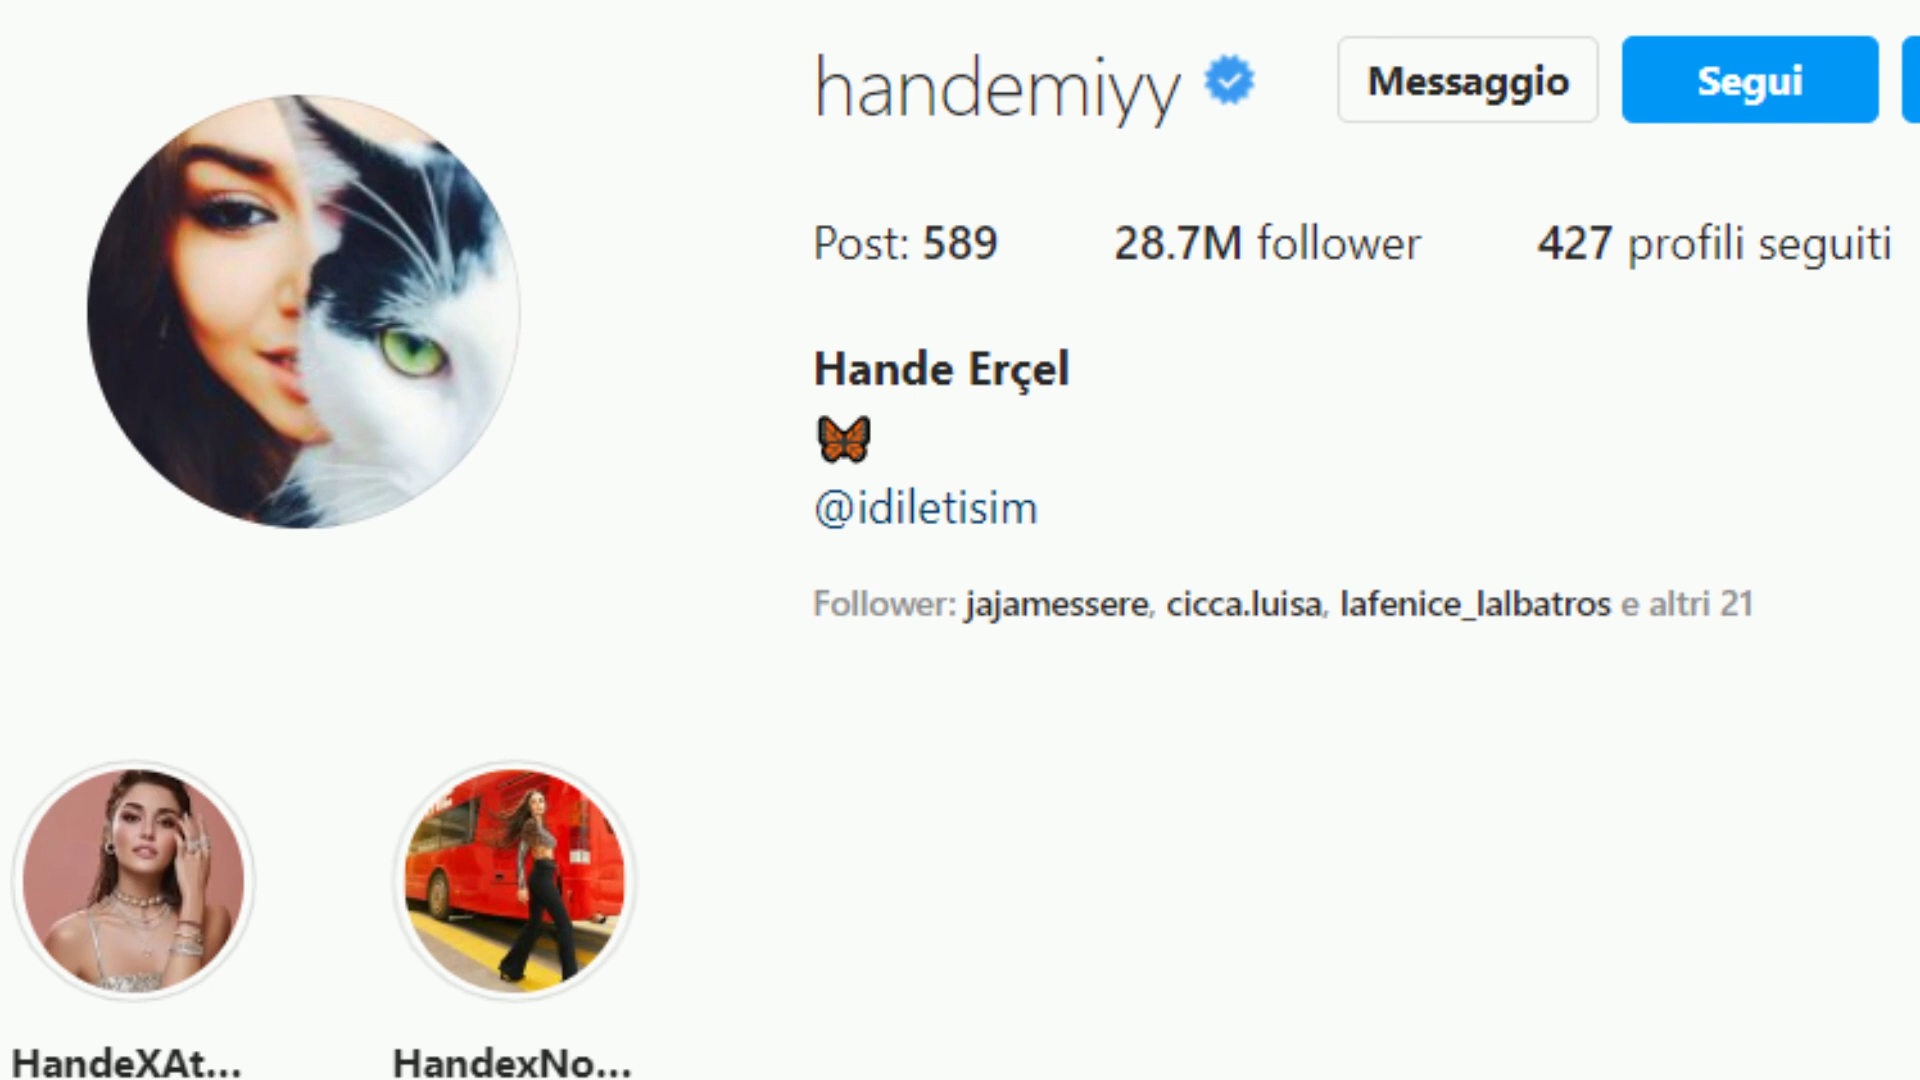 handemiyy Messaggio Segui
Post: 589 28.7M follower 427 profili seguiti
Hande Erçel
🦋
@idiletisim
Follower: jajamessere, cicca.luisa, lafenice_lalbatros e altri 21
HandeXAt... HandexNo...